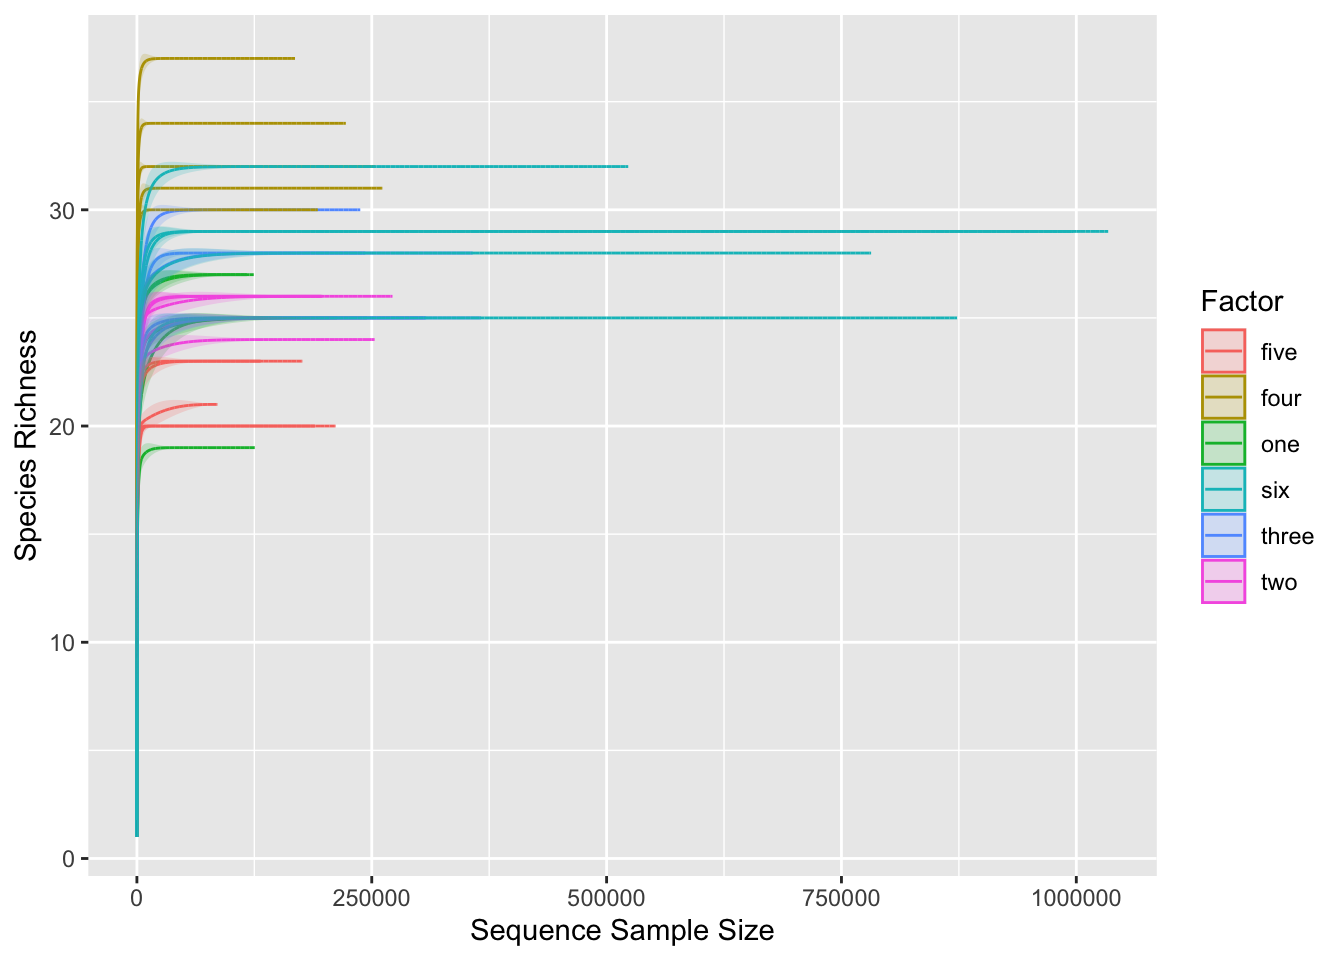 Species Richness
30
20
10
0
0 250000 500000 750000 1000000
Sequence Sample Size
Factor
five
four
one
six
three
two